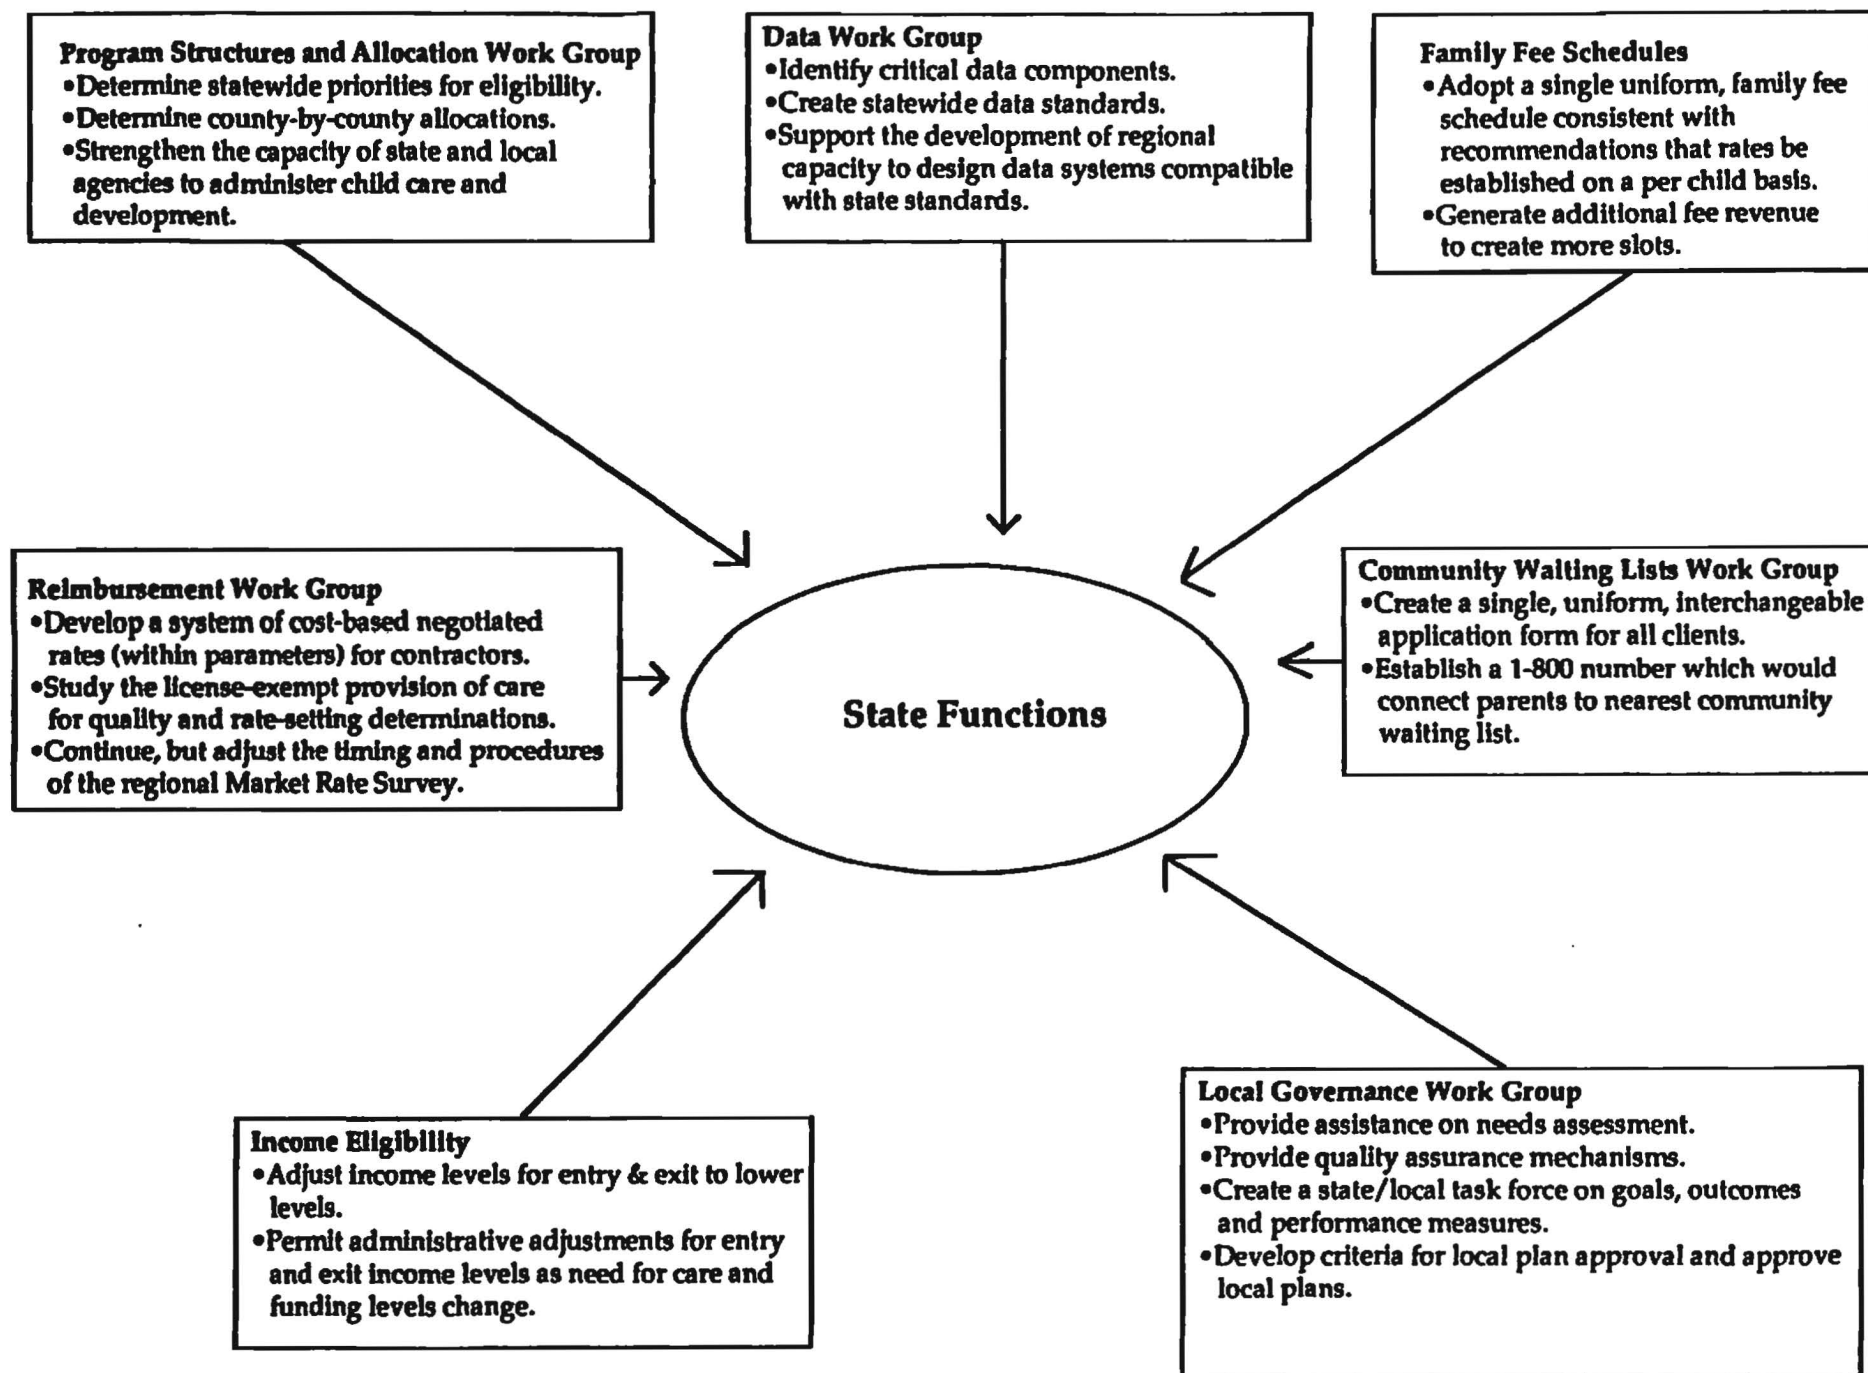 Program Structures and Allocation Work Group
•Determine statewide priorities for eligibility.
•Determine county-by-county allocations.
•Strengthen the capacity of state and local
agencies to administer child care and
development.
Data Work Group
•Identify critical data components.
•Create statewide data standards.
•Support the development of regional
capacity to design data systems compatible
with state standards.
Family Fee Schedules
•Adopt a single uniform, family fee
schedule consistent with
recommendations that rates be
established on a per child basis.
•Generate additional fee revenue
to create more slots.
Reimbursement Work Group
•Develop a system of cost-based negotiated
rates (within parameters) for contractors.
•Study the license-exempt provision of care
for quality and rate-setting determinations.
•Continue, but adjust the timing and procedures
of the regional Market Rate Survey.
State Functions
Community Waiting Lists Work Group
•Create a single, uniform, interchangeable
application form for all clients.
•Establish a 1-800 number which would
connect parents to nearest community
waiting list.
Income Eligibility
•Adjust income levels for entry & exit to lower
levels.
•Permit administrative adjustments for entry
and exit income levels as need for care and
funding levels change.
Local Governance Work Group
•Provide assistance on needs assessment.
•Provide quality assurance mechanisms.
•Create a state/local task force on goals, outcomes
and performance measures.
•Develop criteria for local plan approval and approve
local plans.